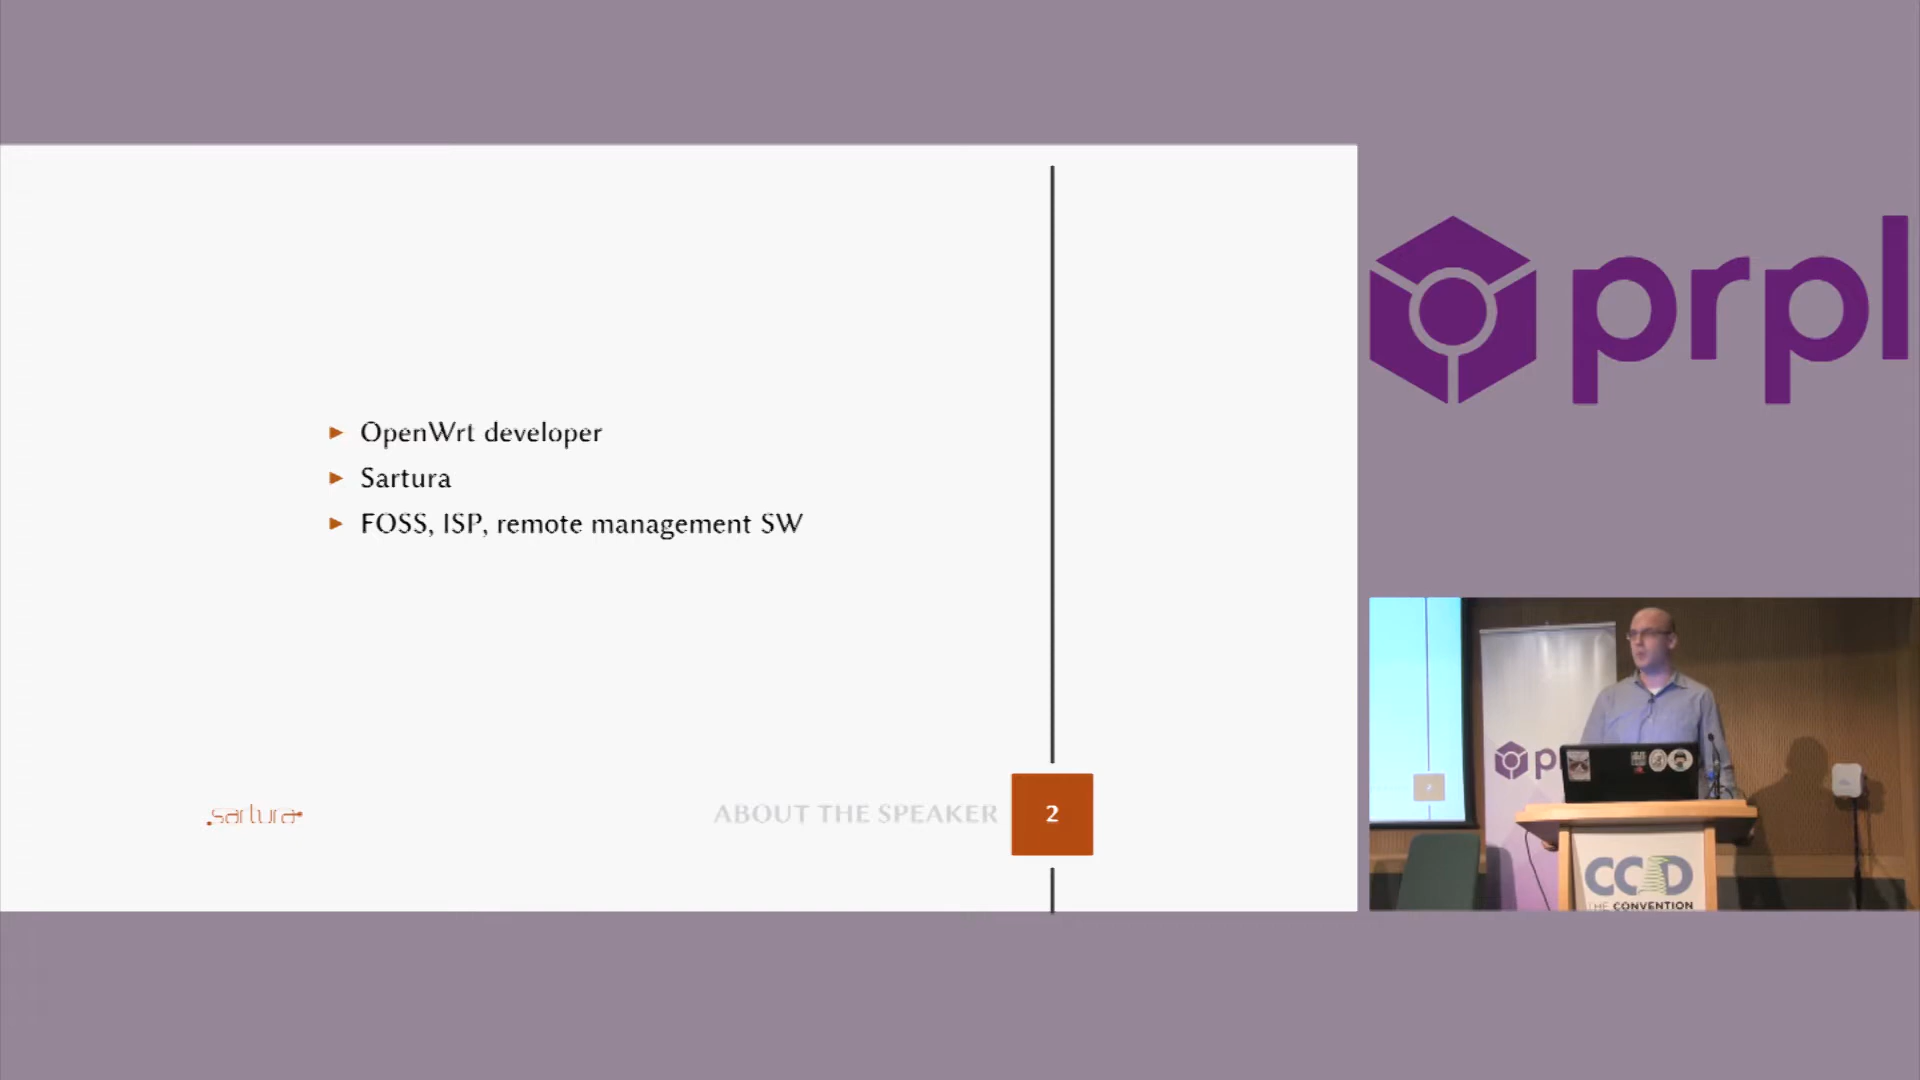 OpenWrt developer
Sartura
FOSS, ISP, remote management SW
.sartura
ABOUT THE SPEAKER
2
prpl
CCD
THE CONVENTION